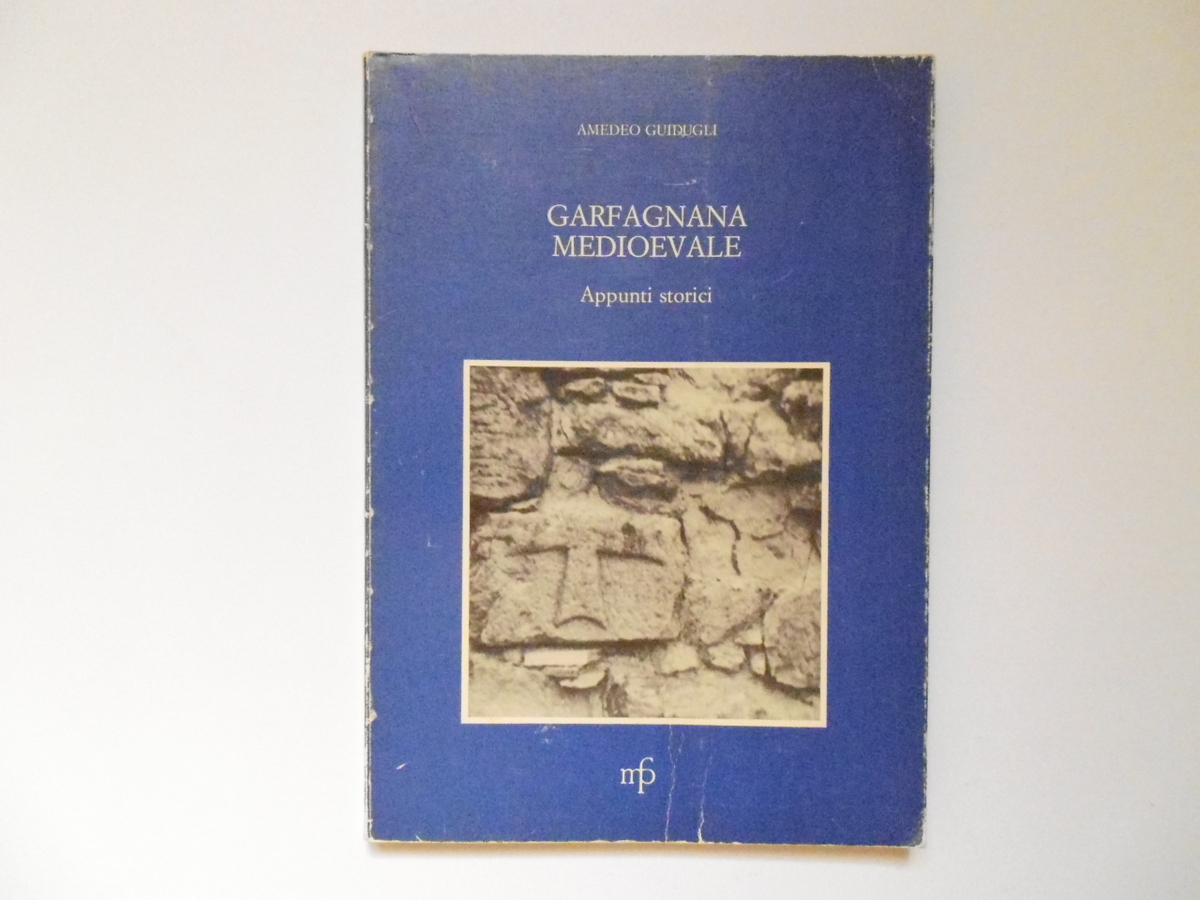 AMEDEO GUIDUGLI
GARFAGNANA
MEDIOEVALE
Appunti storici
mp